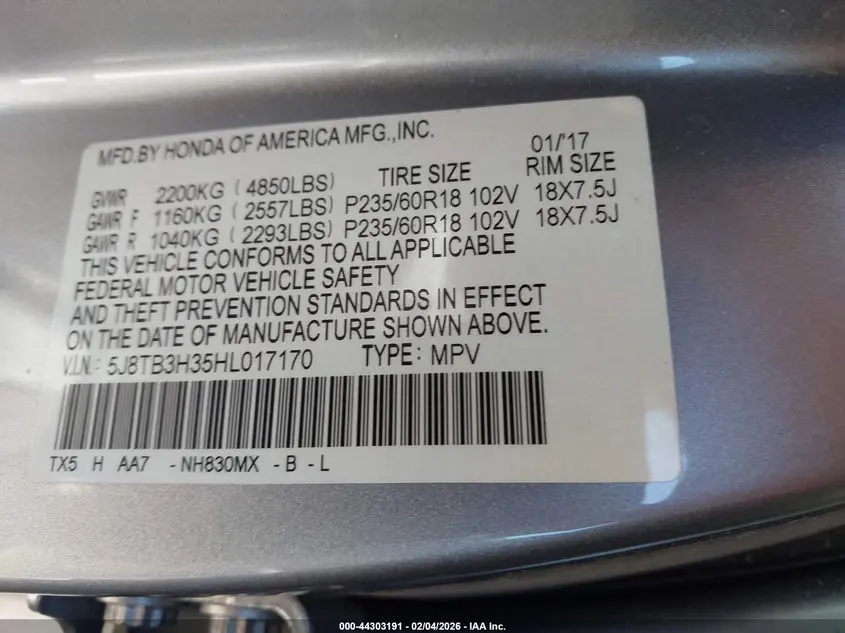 MFD.BY HONDA OF AMERICA MFG.,INC. 01/'17
TIRE SIZE RIM SIZE
GVWR 2200KG ( 4850LBS)
GAWR F 1160KG ( 2557LBS) P235/60R18 102V 18X7.5J
GAWR R 1040KG ( 2293LBS) P235/60R18 102V 18X7.5J
THIS VEHICLE CONFORMS TO ALL APPLICABLE
FEDERAL MOTOR VEHICLE SAFETY
AND THEFT PREVENTION STANDARDS IN EFFECT
ON THE DATE OF MANUFACTURE SHOWN ABOVE.
V.I.N.: 5J8TB3H35HL017170 TYPE: MPV
TX5 H AA7 -NH830MX - B - L
000-44303191 - 02/04/2026 - IAA Inc.